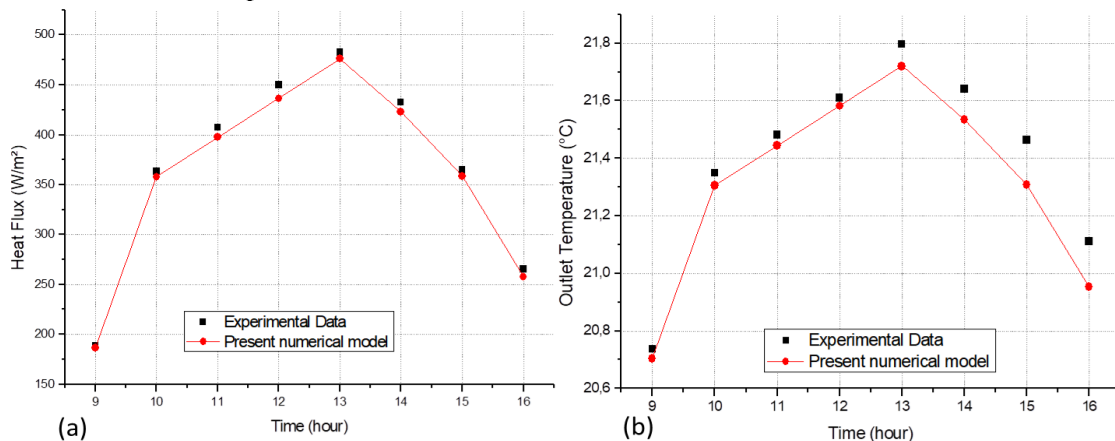 500
450
400
350
300
250
200
150
Heat Flux (W/m²)
Experimental Data
Present numerical model
9 10 11 12 13 14 15 16
Time (hour)
(a)
21,8
21,6
21,4
21,2
21,0
20,8
20,6
Outlet Temperature (°C)
Experimental Data
Present numerical model
9 10 11 12 13 14 15 16
Time (hour)
(b)